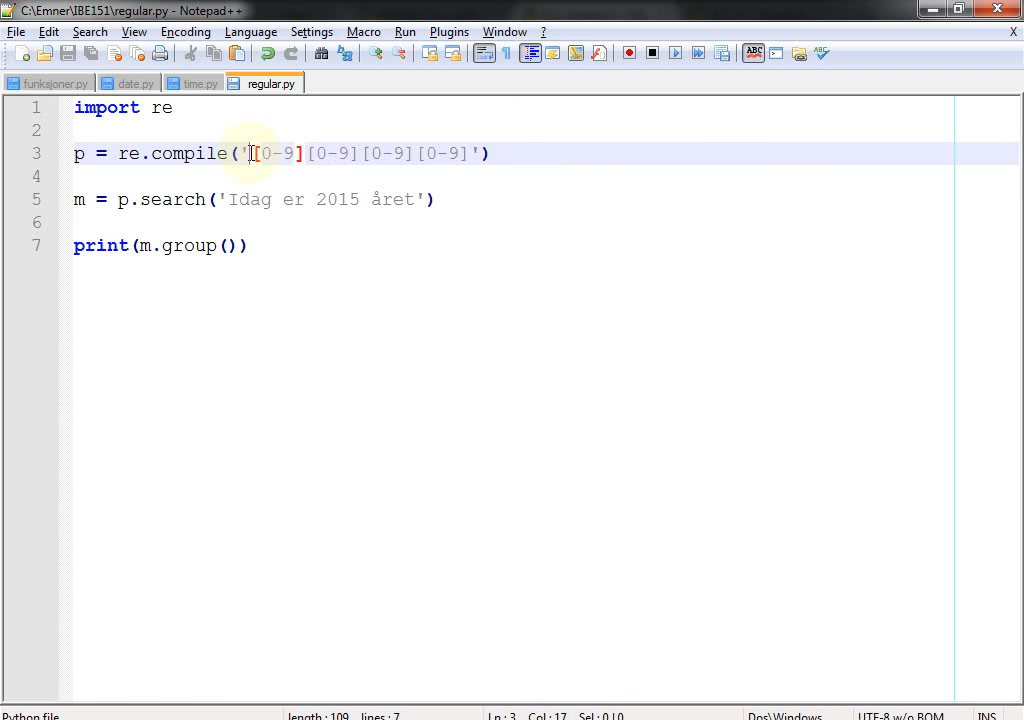 C:\Emner\IBE151\regular.py - Notepad++
File Edit Search View Encoding Language Settings Macro Run Plugins Window ? X
funksjoner.py date.py time.py regular.py
1 import re
2
3 p = re.compile('[0-9][0-9][0-9][0-9]')
4
5 m = p.search('Idag er 2015 året')
6
7 print(m.group())
Python file length : 109 lines : 7 Ln : 3 Col : 17 Sel : 0 | 0 Dos\Windows UTF-8 w/o BOM INS